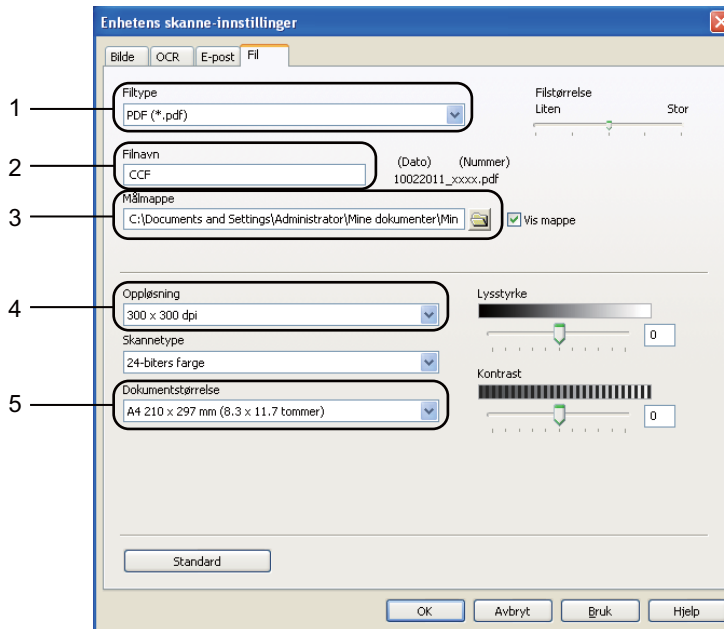 Enhetens skanne-innstillinger
Bilde OCR E-post Fil
1
Filtype
PDF (*.pdf)
Filstørrelse
Liten Stor
2
Filnavn
CCF
(Dato) (Nummer)
10022011_xxxx.pdf
3
Målmappe
C:\Documents and Settings\Administrator\Mine dokumenter\Min
Vis mappe
4
Oppløsning
300 x 300 dpi
Lysstyrke
0
Skannetype
24-biters farge
Kontrast
0
5
Dokumentstørrelse
A4 210 x 297 mm (8.3 x 11.7 tommer)
Standard
OK Avbryt Bruk Hjelp